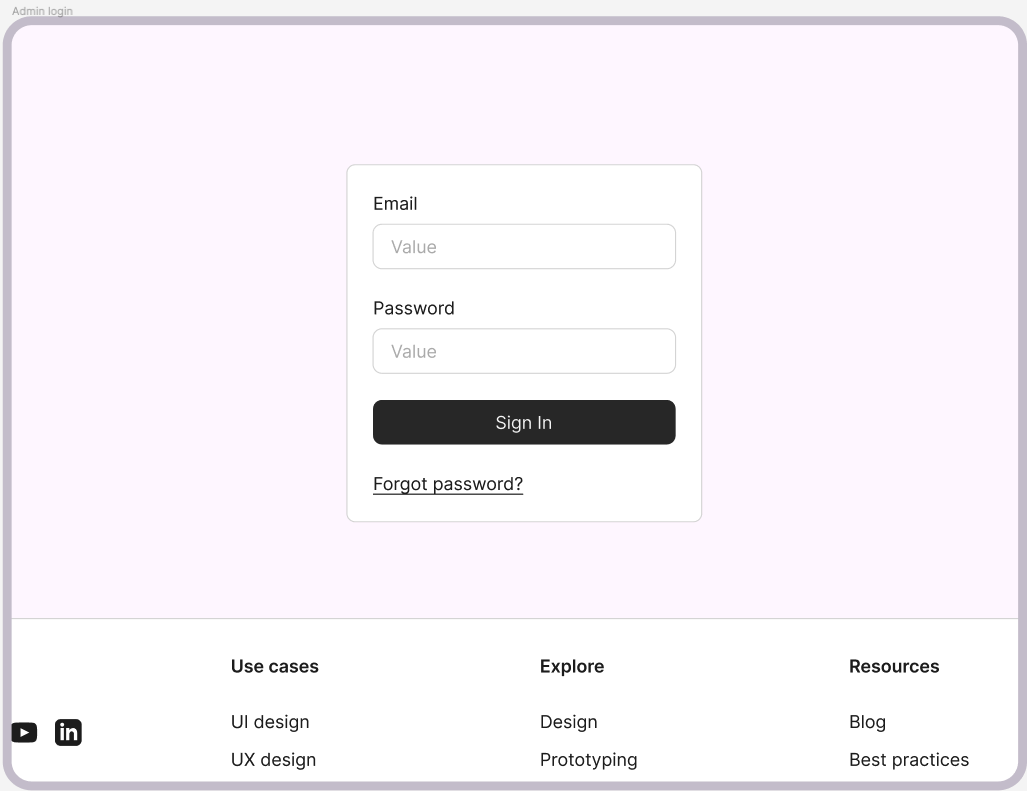 Admin login
Email
Value
Password
Value
Sign In
Forgot password?
Use cases
Explore
Resources
in
UI design
Design
Blog
UX design
Prototyping
Best practices